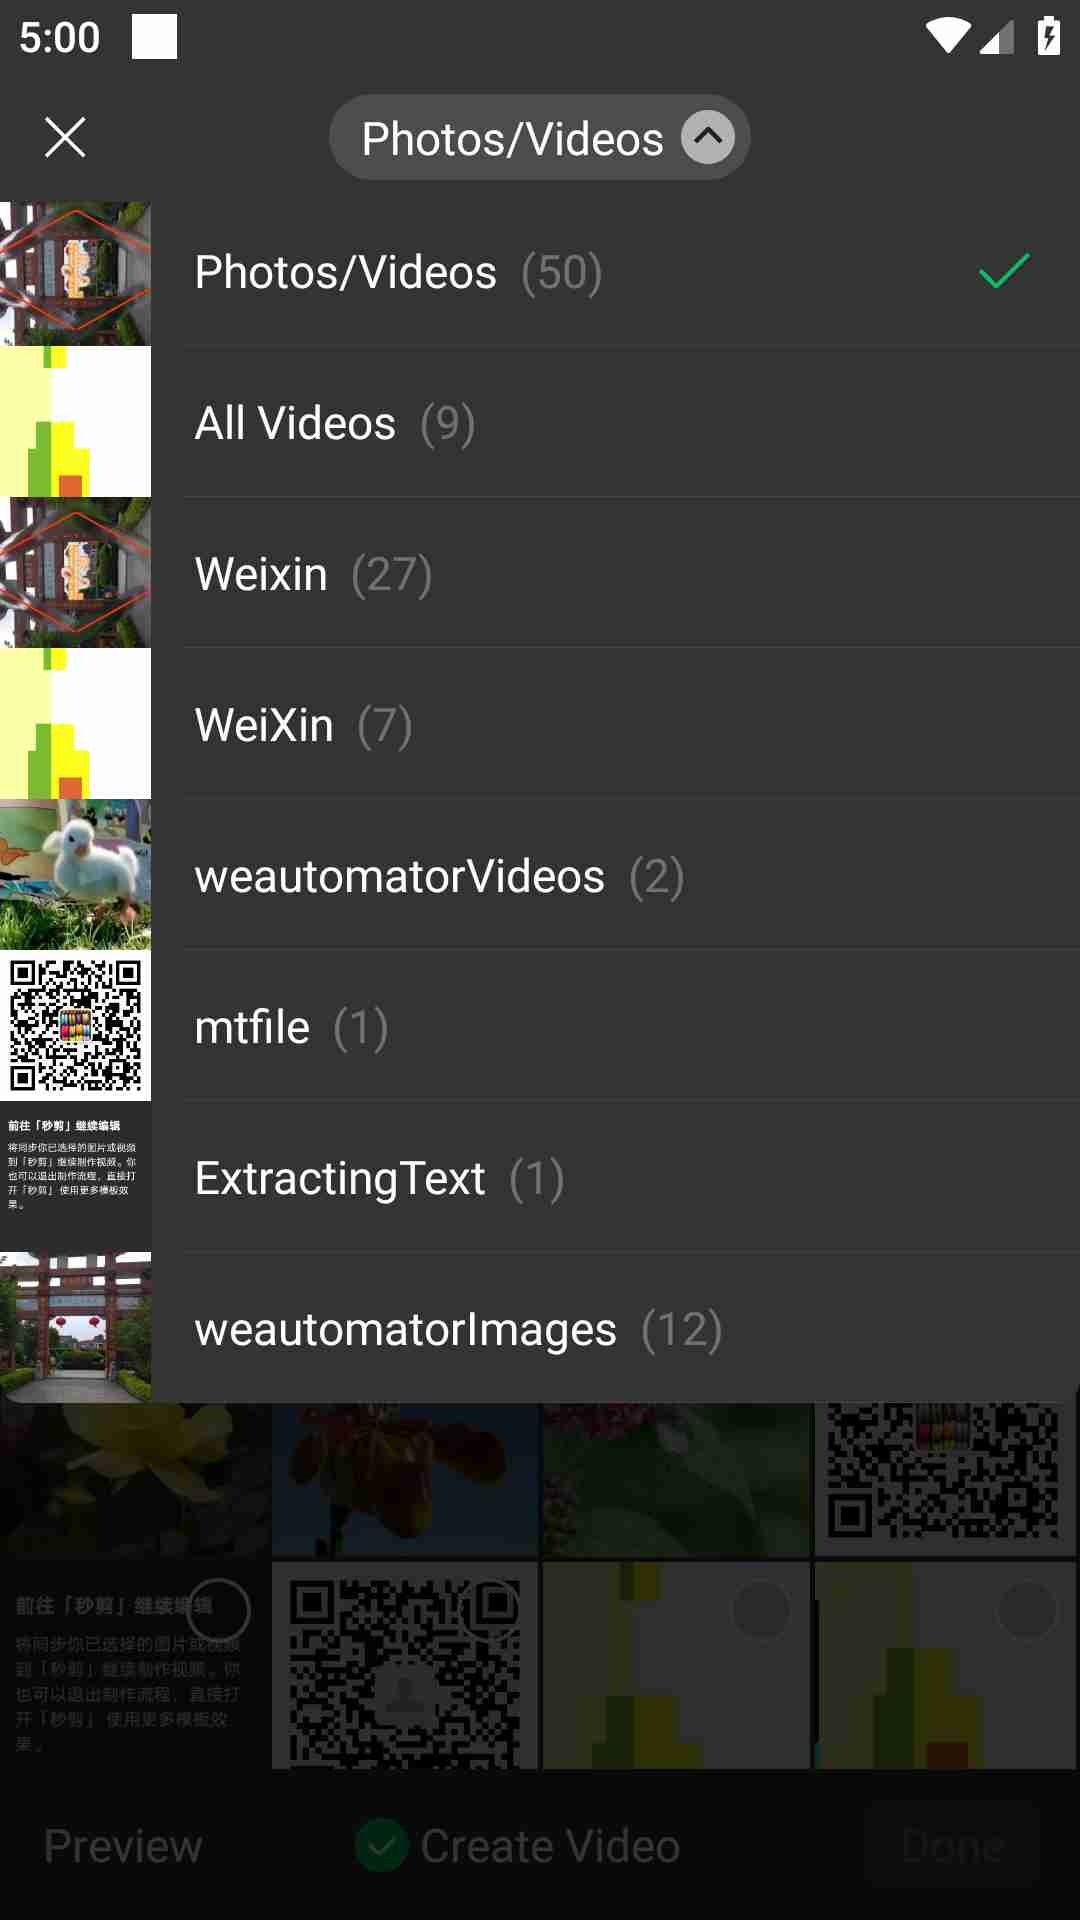 5:00
Photos/Videos
Photos/Videos (50)
All Videos (9)
Weixin (27)
WeiXin (7)
weautomatorVideos (2)
mtfile (1)
前往「秒剪」继续编辑
将同步你已选择的图片或视频
到「秒剪」继续制作视频。你
也可以退出制作流程，直接打
开「秒剪」 使用更多模板效
果。
ExtractingText (1)
weautomatorImages (12)
前往「秒剪」继续编辑
将同步你已选择的图片或视频
到「秒剪」继续制作视频。你
也可以退出制作流程，直接打
开「秒剪」 使用更多模板效
果。
Preview
Create Video
Done